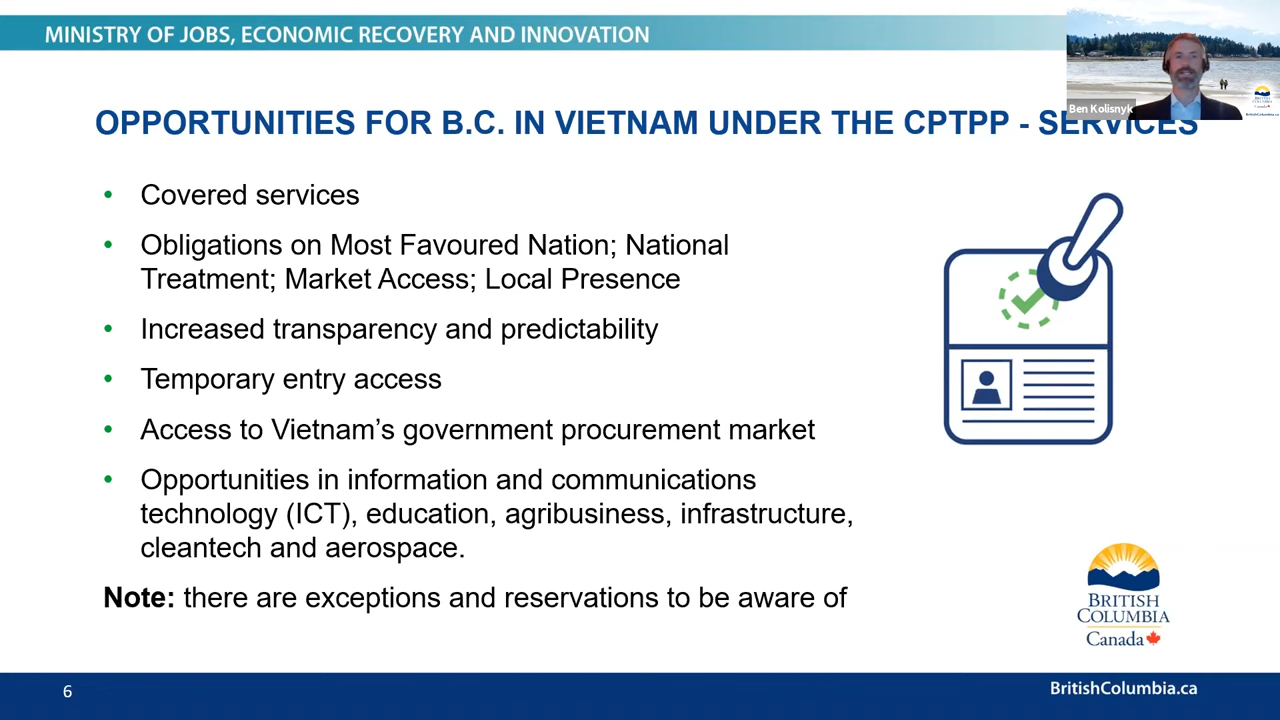 MINISTRY OF JOBS, ECONOMIC RECOVERY AND INNOVATION
Ben Kolisnyk
OPPORTUNITIES FOR B.C. IN VIETNAM UNDER THE CPTPP - SERVICES
• Covered services
• Obligations on Most Favoured Nation; National
Treatment; Market Access; Local Presence
• Increased transparency and predictability
• Temporary entry access
• Access to Vietnam’s government procurement market
• Opportunities in information and communications
technology (ICT), education, agribusiness, infrastructure,
cleantech and aerospace.
Note: there are exceptions and reservations to be aware of
BRITISH
COLUMBIA
Canada
6
BritishColumbia.ca